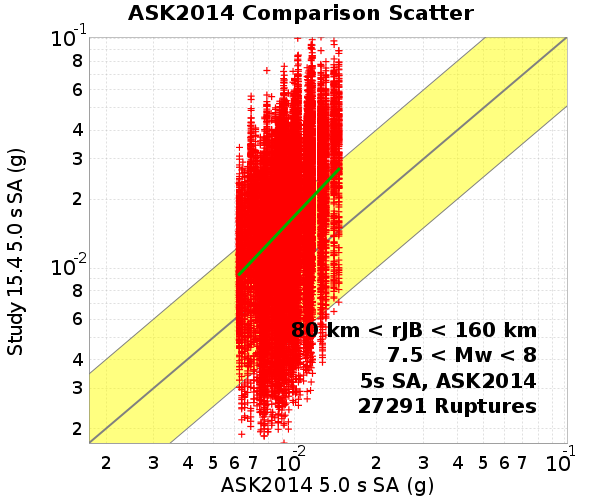 ASK2014 Comparison Scatter
10-1
8
6
4
3
2
10-2
8
6
4
3
2
Study 15.4 5.0 s SA (g)
80 km < rJB < 160 km
7.5 < Mw < 8
5s SA, ASK2014
27291 Ruptures
2 3 4 5 6 7 10-2 2 3 4 5 6 7 10-1
ASK2014 5.0 s SA (g)